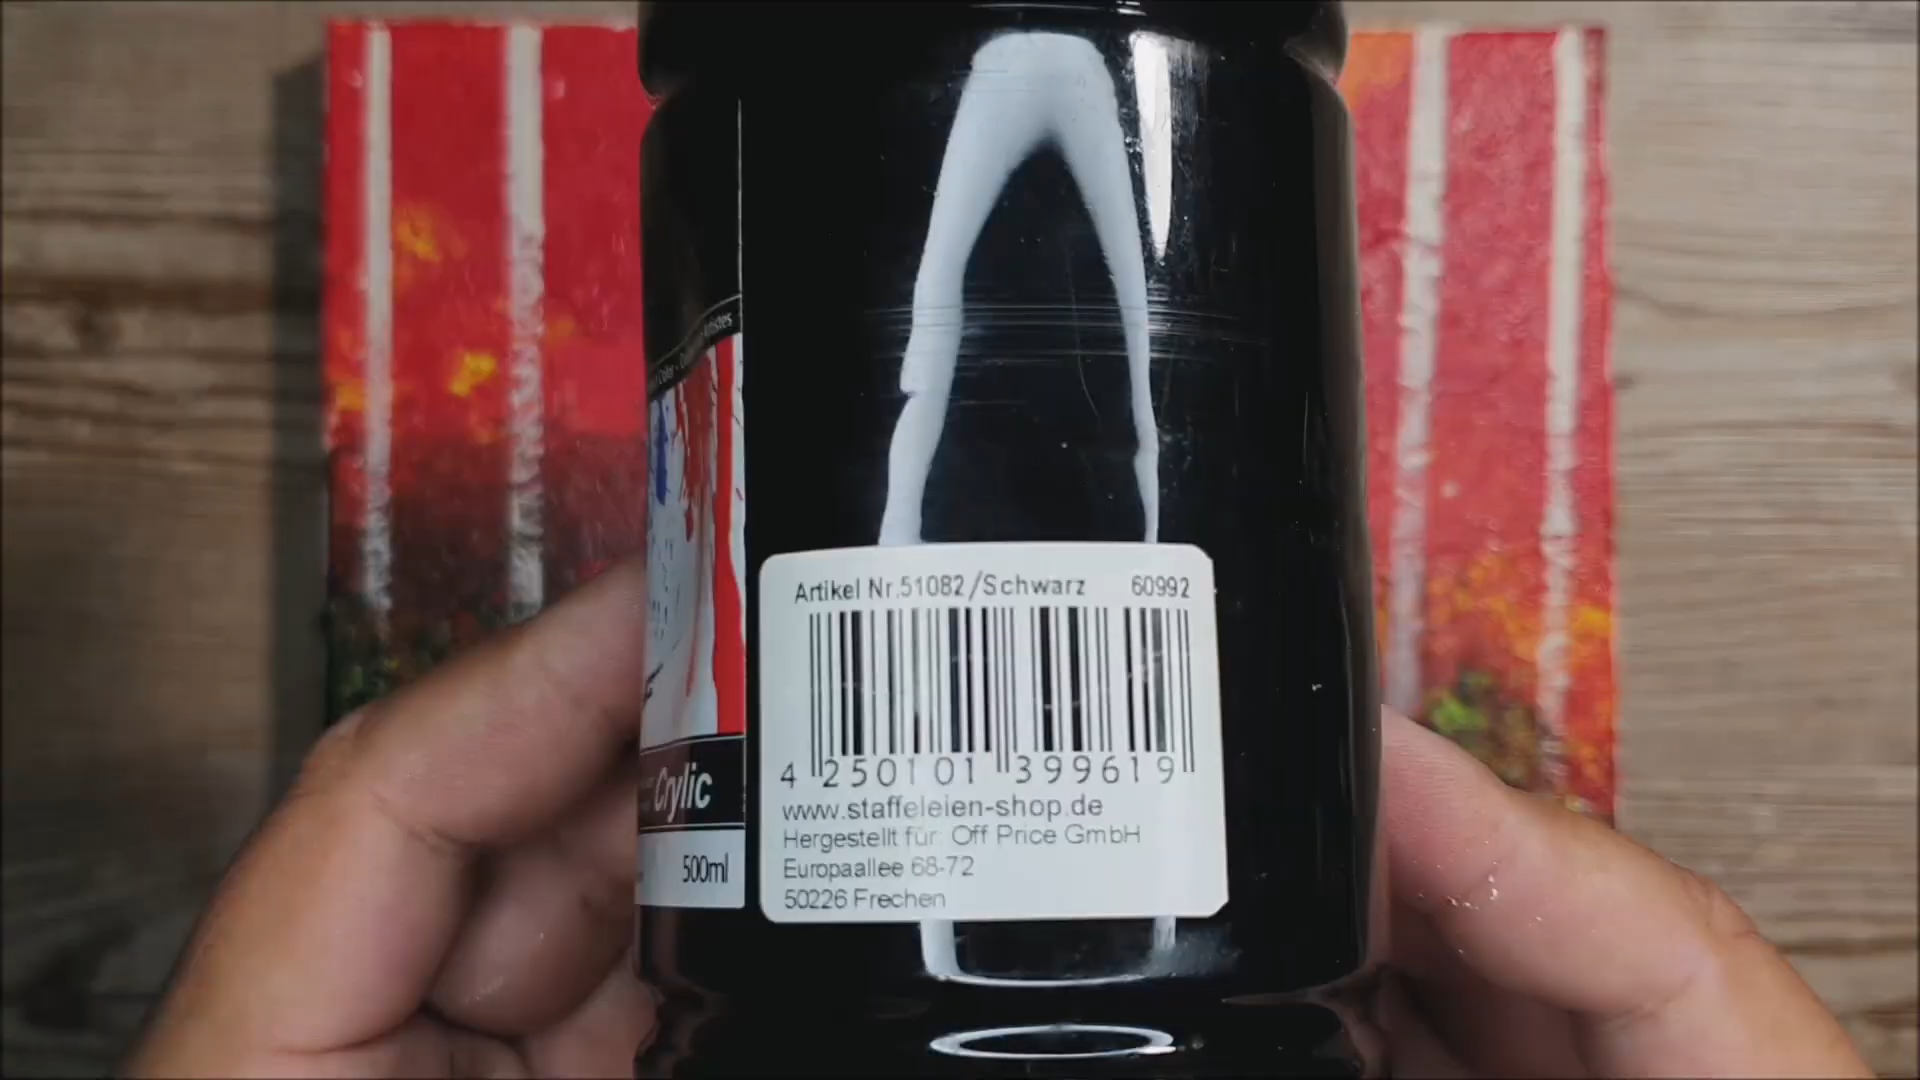 Artikel Nr.51082/Schwarz 60992
4 250101 399619
www.staffeleien-shop.de
Hergestellt für: Off Price GmbH
Europaallee 68-72
50226 Frechen
Crylic
500ml